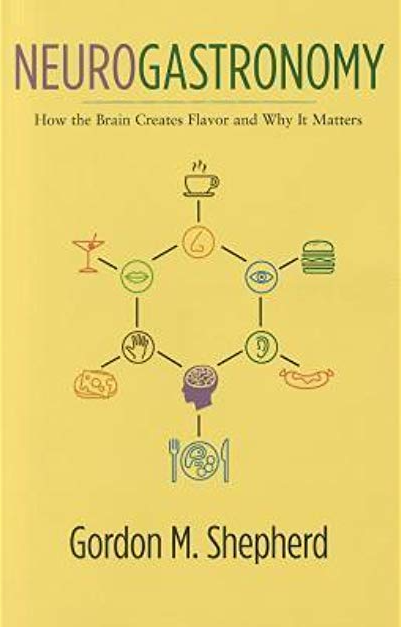 NEUROGASTRONOMY
How the Brain Creates Flavor and Why It Matters
Gordon M. Shepherd